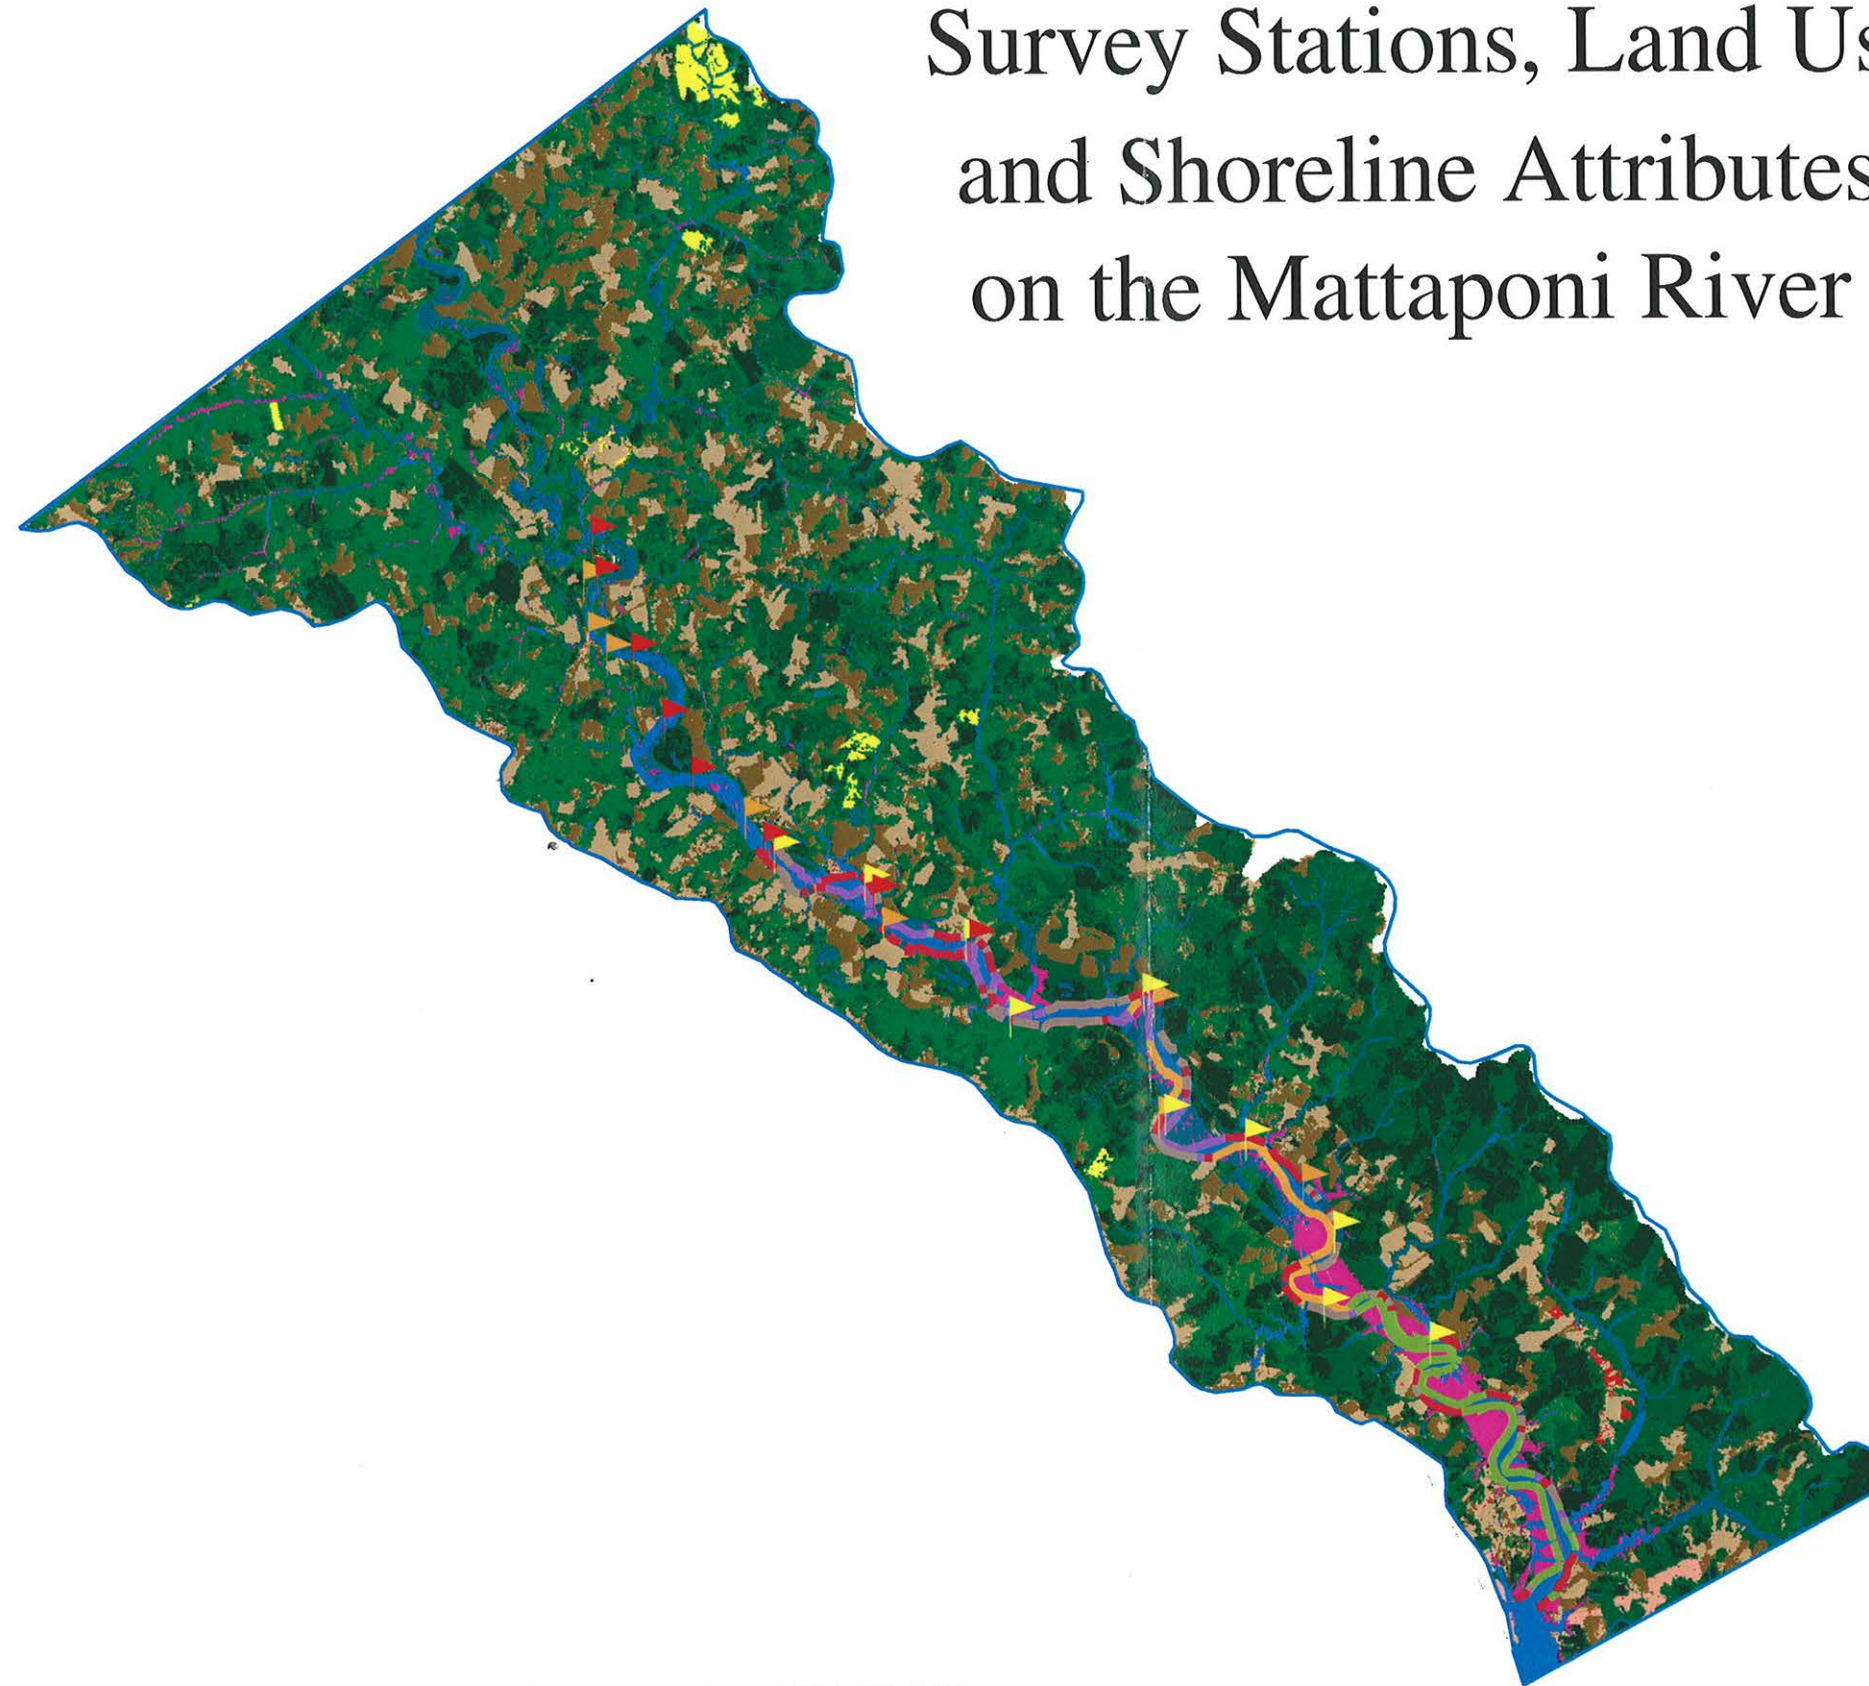 Survey Stations, Land Us
and Shoreline Attributes
on the Mattaponi River